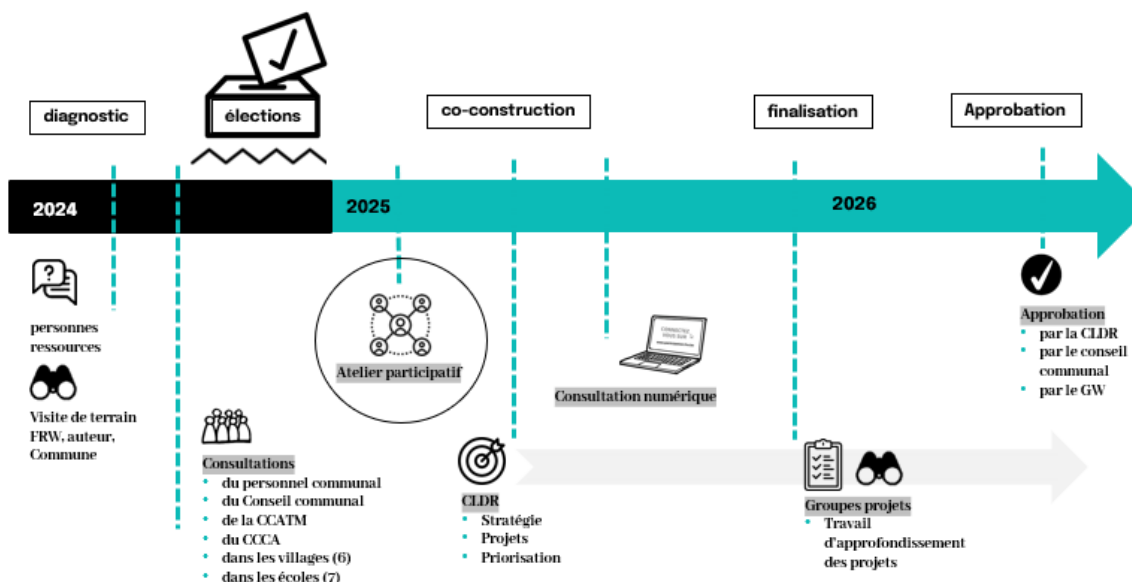 diagnostic
élections
co-construction
finalisation
Approbation
2024
2025
2026
personnes
ressources
Visite de terrain
FRW, auteur,
Commune
Consultations
• du personnel communal
• du Conseil communal
• de la CCATM
• du CCCA
• dans les villages (6)
• dans les écoles (7)
Atelier participatif
CLDR
• Stratégie
• Projets
• Priorisation
CONNECTEZ
VOUS SUR
Consultation numérique
Groupes projets
• Travail
d'approfondissement
des projets
Approbation
• par la CLDR
• par le conseil
communal
• par le GW